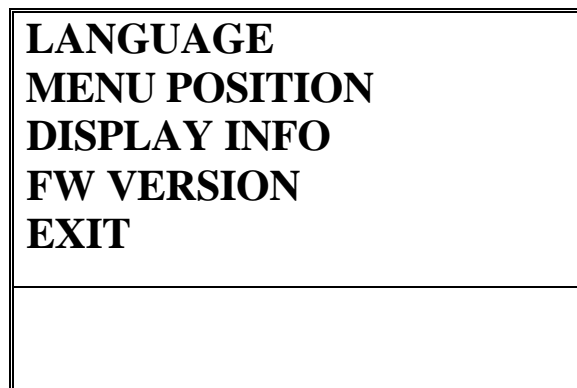 LANGUAGE
MENU POSITION
DISPLAY INFO
FW VERSION
EXIT